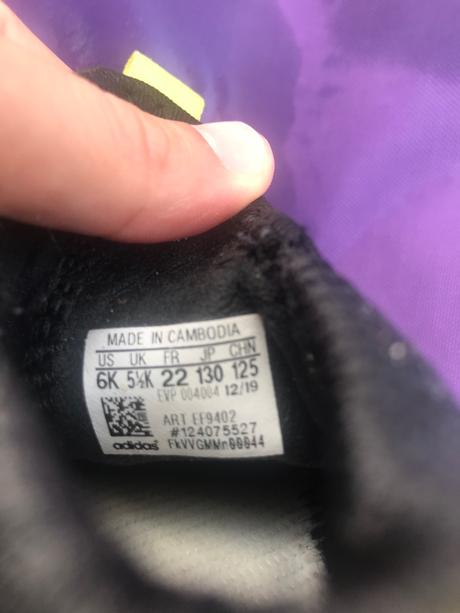 MADE IN CAMBODIA
US UK FR JP CHN
6K 5½K 22 130 125
EVP 004004 12/19
ART EF9402
#124075527
adidas